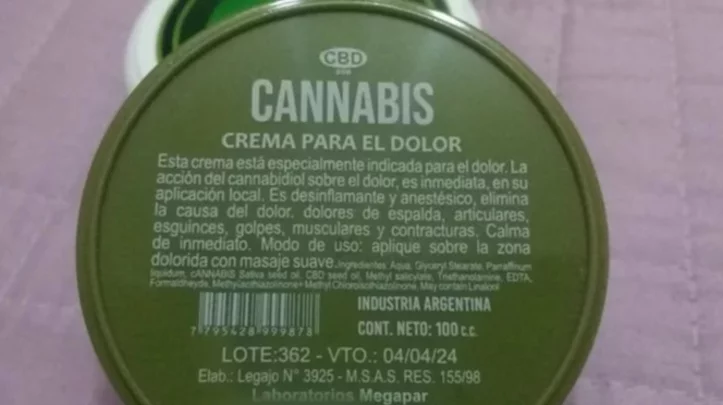 CBD
CANNABIS
CREMA PARA EL DOLOR
Esta crema está especialmente indicada para el dolor. La
acción del cannabidiol sobre el dolor, es inmediata, en su
aplicación local. Es desinflamante y anestésico, elimina
la causa del dolor. dolores de espalda, articulares,
esguinces, golpes, musculares y contracturas. Calma
de inmediato. Modo de uso: aplique sobre la zona
dolorida con masaje suave. Ingredientes: Aqua, Glyceryl Stearate, Parraffinum
liquidum, cANNABIS Sativa seed oil, CBD seed oil, Methyl salicylate, Triethanolamine, EDTA,
Formaldheyde, May contain Linalool
INDUSTRIA ARGENTINA
CONT. NETO: 100 c.c.
7 795428 999878
LOTE:362 - VTO.: 04/04/24
Elab.: Legajo N° 3925 - M.S.A.S. RES. 155/98
Laboratorios Megapar